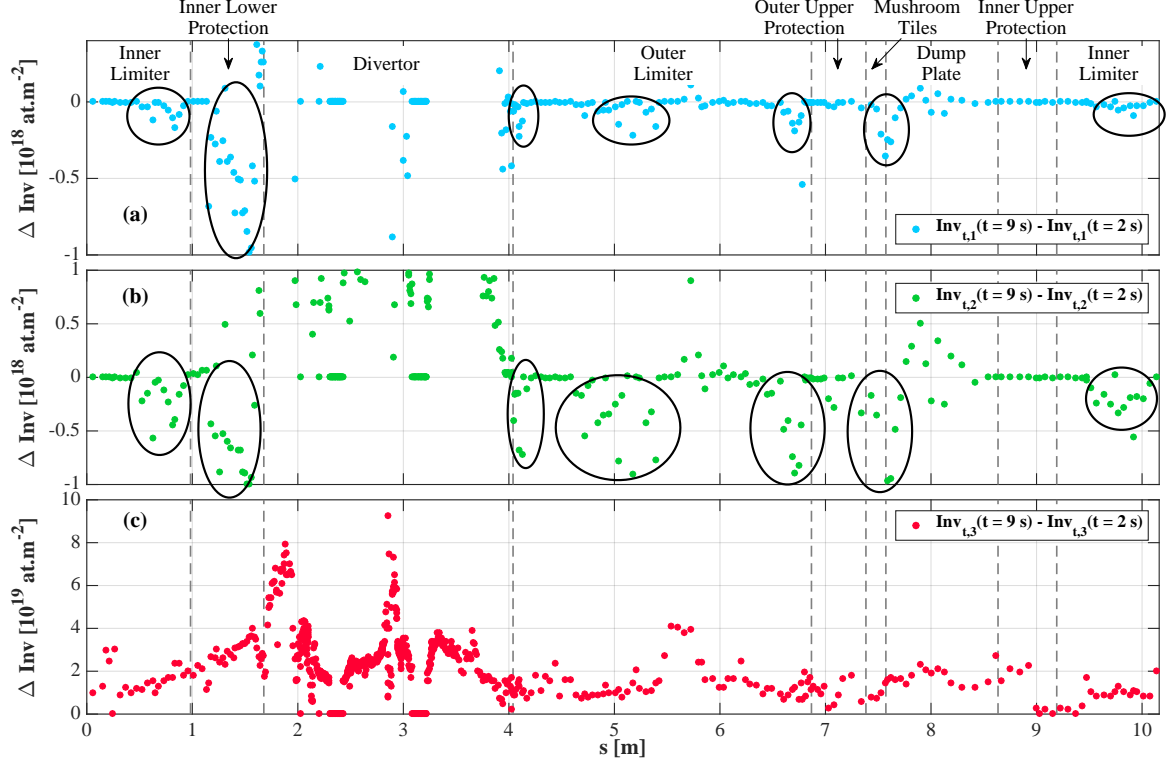 Inner Lower
Protection
Outer Upper
Protection
Mushroom
Tiles
Inner Upper
Protection
Inner
Limiter
Divertor
Outer
Limiter
Dump
Plate
Inner
Limiter
Δ Inv [10^18 at.m^-2]
0
-0.5
-1
(a)
Inv_t,1(t = 9 s) - Inv_t,1(t = 2 s)
Δ Inv [10^18 at.m^-2]
1
0.5
0
-0.5
-1
(b)
Inv_t,2(t = 9 s) - Inv_t,2(t = 2 s)
Δ Inv [10^19 at.m^-2]
10
8
6
4
2
0
(c)
Inv_t,3(t = 9 s) - Inv_t,3(t = 2 s)
0 1 2 3 4 5 6 7 8 9 10
s [m]